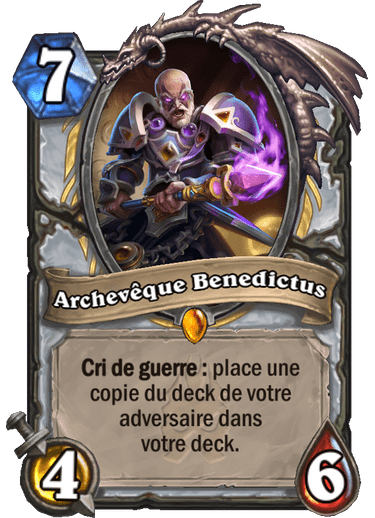 7
Archevêque Benedictus
Cri de guerre : place une
copie du deck de votre
adversaire dans
votre deck.
4
6